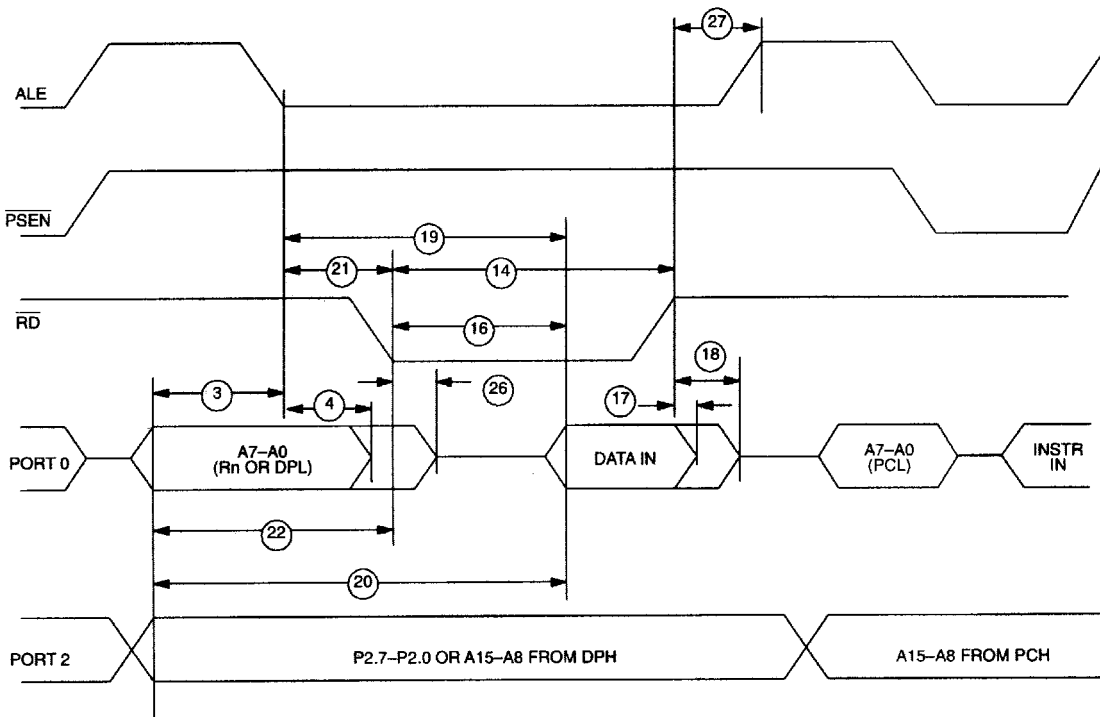 27
ALE
PSEN
19
21
14
RD
16
18
3
4
26
17
PORT 0
A7–A0
(Rn OR DPL)
DATA IN
A7–A0
(PCL)
INSTR
IN
22
20
PORT 2
P2.7–P2.0 OR A15–A8 FROM DPH
A15–A8 FROM PCH